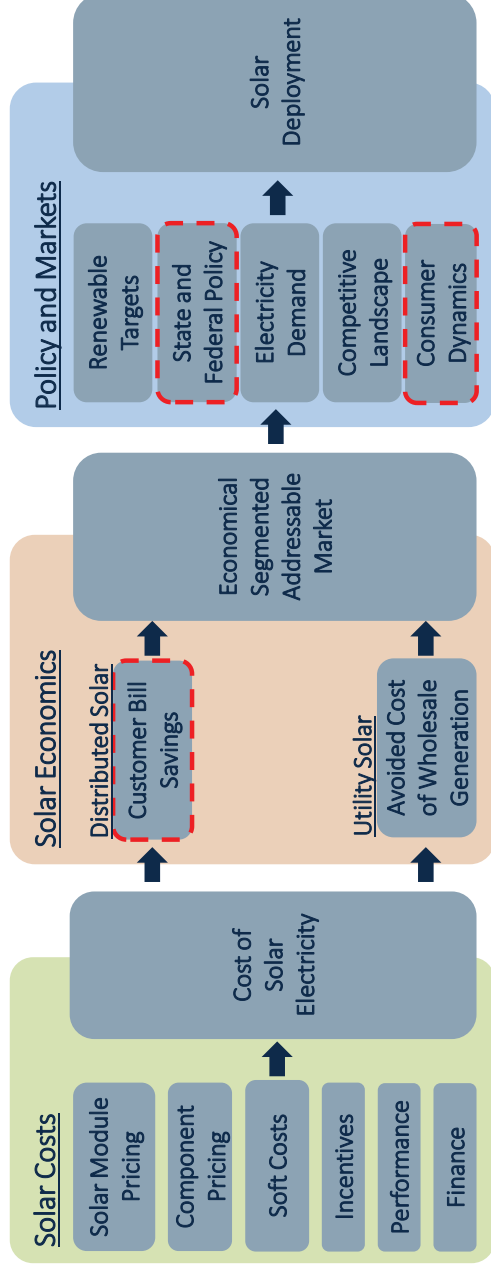 Solar Costs
Solar Module
Pricing
Component
Pricing
Soft Costs
Incentives
Performance
Finance
Cost of
Solar
Electricity
Solar Economics
Distributed Solar
Customer Bill
Savings
Utility Solar
Avoided Cost
of Wholesale
Generation
Economical
Segmented
Addressable
Market
Policy and Markets
Renewable
Targets
State and
Federal Policy
Electricity
Demand
Competitive
Landscape
Consumer
Dynamics
Solar
Deployment